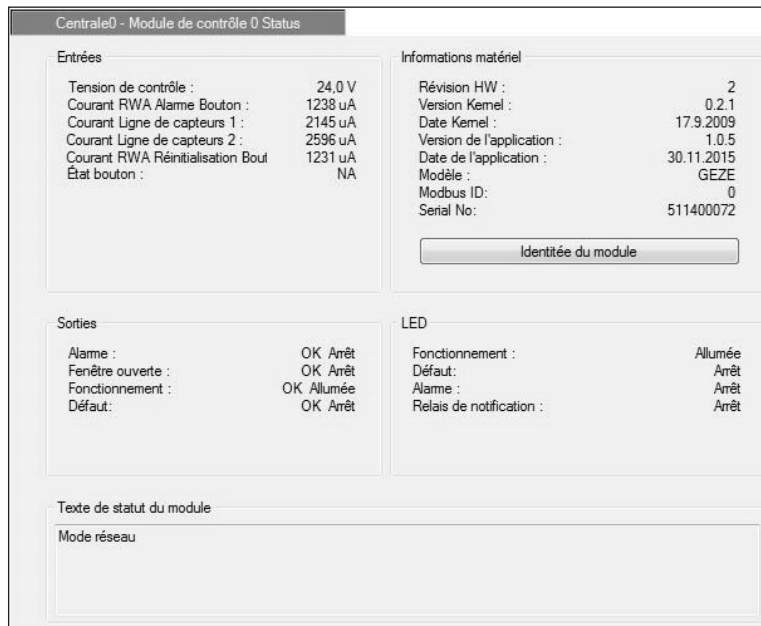 Centrale0 - Module de contrôle 0 Status
Entrées
Tension de contrôle : 24,0 V
Courant RWA Alarme Bouton : 1238 uA
Courant Ligne de capteurs 1 : 2145 uA
Courant Ligne de capteurs 2 : 2596 uA
Courant RWA Réinitialisation Bout 1231 uA
État bouton : NA
Informations matériel
Révision HW : 2
Version Kernel : 0.2.1
Date Kernel : 17.9.2009
Version de l'application : 1.0.5
Date de l'application : 30.11.2015
Modèle : GEZE
Modbus ID: 0
Serial No: 511400072
Identitée du module
Sorties
Alarme : OK Arrêt
Fenêtre ouverte : OK Arrêt
Fonctionnement : OK Allumée
Défaut: OK Arrêt
LED
Fonctionnement : Allumée
Défaut: Arrêt
Alarme : Arrêt
Relais de notification : Arrêt
Texte de statut du module
Mode réseau